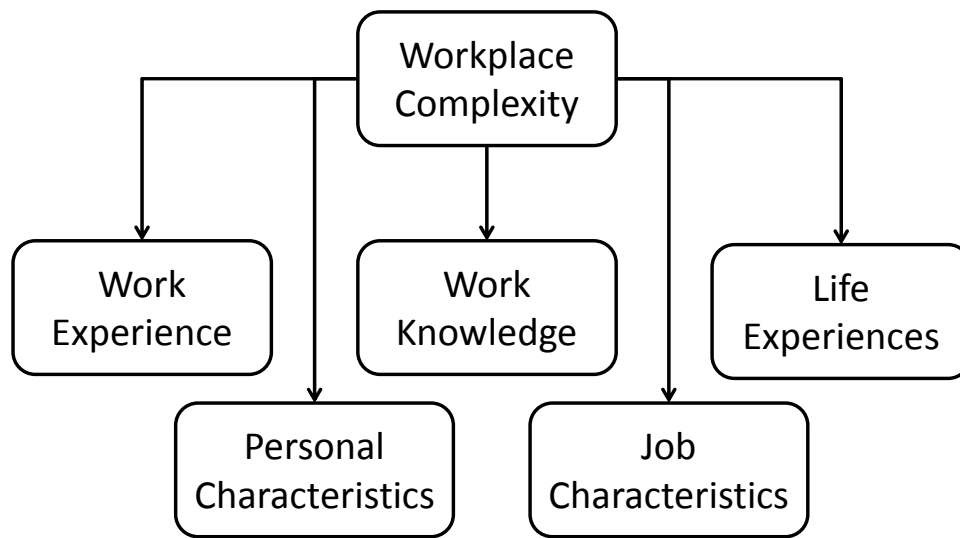 Workplace
Complexity
Work
Experience
Work
Knowledge
Life
Experiences
Personal
Characteristics
Job
Characteristics